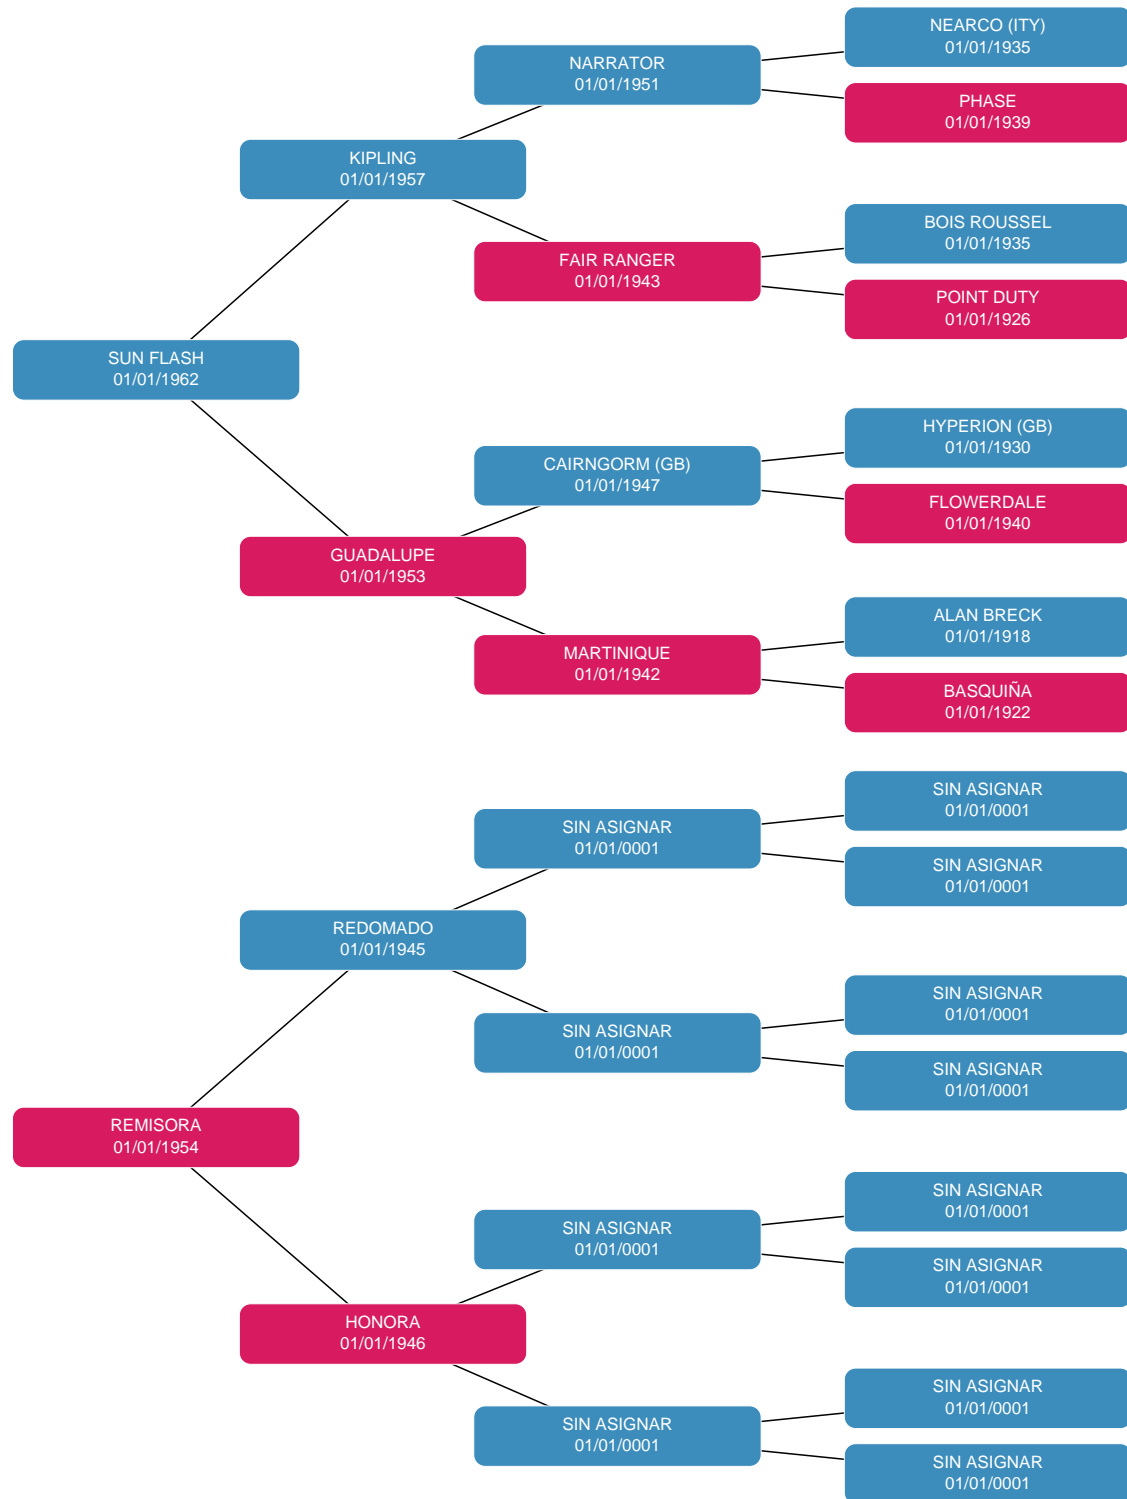 NEARCO (ITY)
01/01/1935
NARRATOR
01/01/1951
PHASE
01/01/1939
KIPLING
01/01/1957
BOIS ROUSSEL
01/01/1935
FAIR RANGER
01/01/1943
POINT DUTY
01/01/1926
SUN FLASH
01/01/1962
HYPERION (GB)
01/01/1930
CAIRNGORM (GB)
01/01/1947
FLOWERDALE
01/01/1940
GUADALUPE
01/01/1953
ALAN BRECK
01/01/1918
MARTINIQUE
01/01/1942
BASQUIÑA
01/01/1922
SIN ASIGNAR
01/01/0001
SIN ASIGNAR
01/01/0001
SIN ASIGNAR
01/01/0001
REDOMADO
01/01/1945
SIN ASIGNAR
01/01/0001
SIN ASIGNAR
01/01/0001
SIN ASIGNAR
01/01/0001
REMISORA
01/01/1954
SIN ASIGNAR
01/01/0001
SIN ASIGNAR
01/01/0001
SIN ASIGNAR
01/01/0001
HONORA
01/01/1946
SIN ASIGNAR
01/01/0001
SIN ASIGNAR
01/01/0001
SIN ASIGNAR
01/01/0001